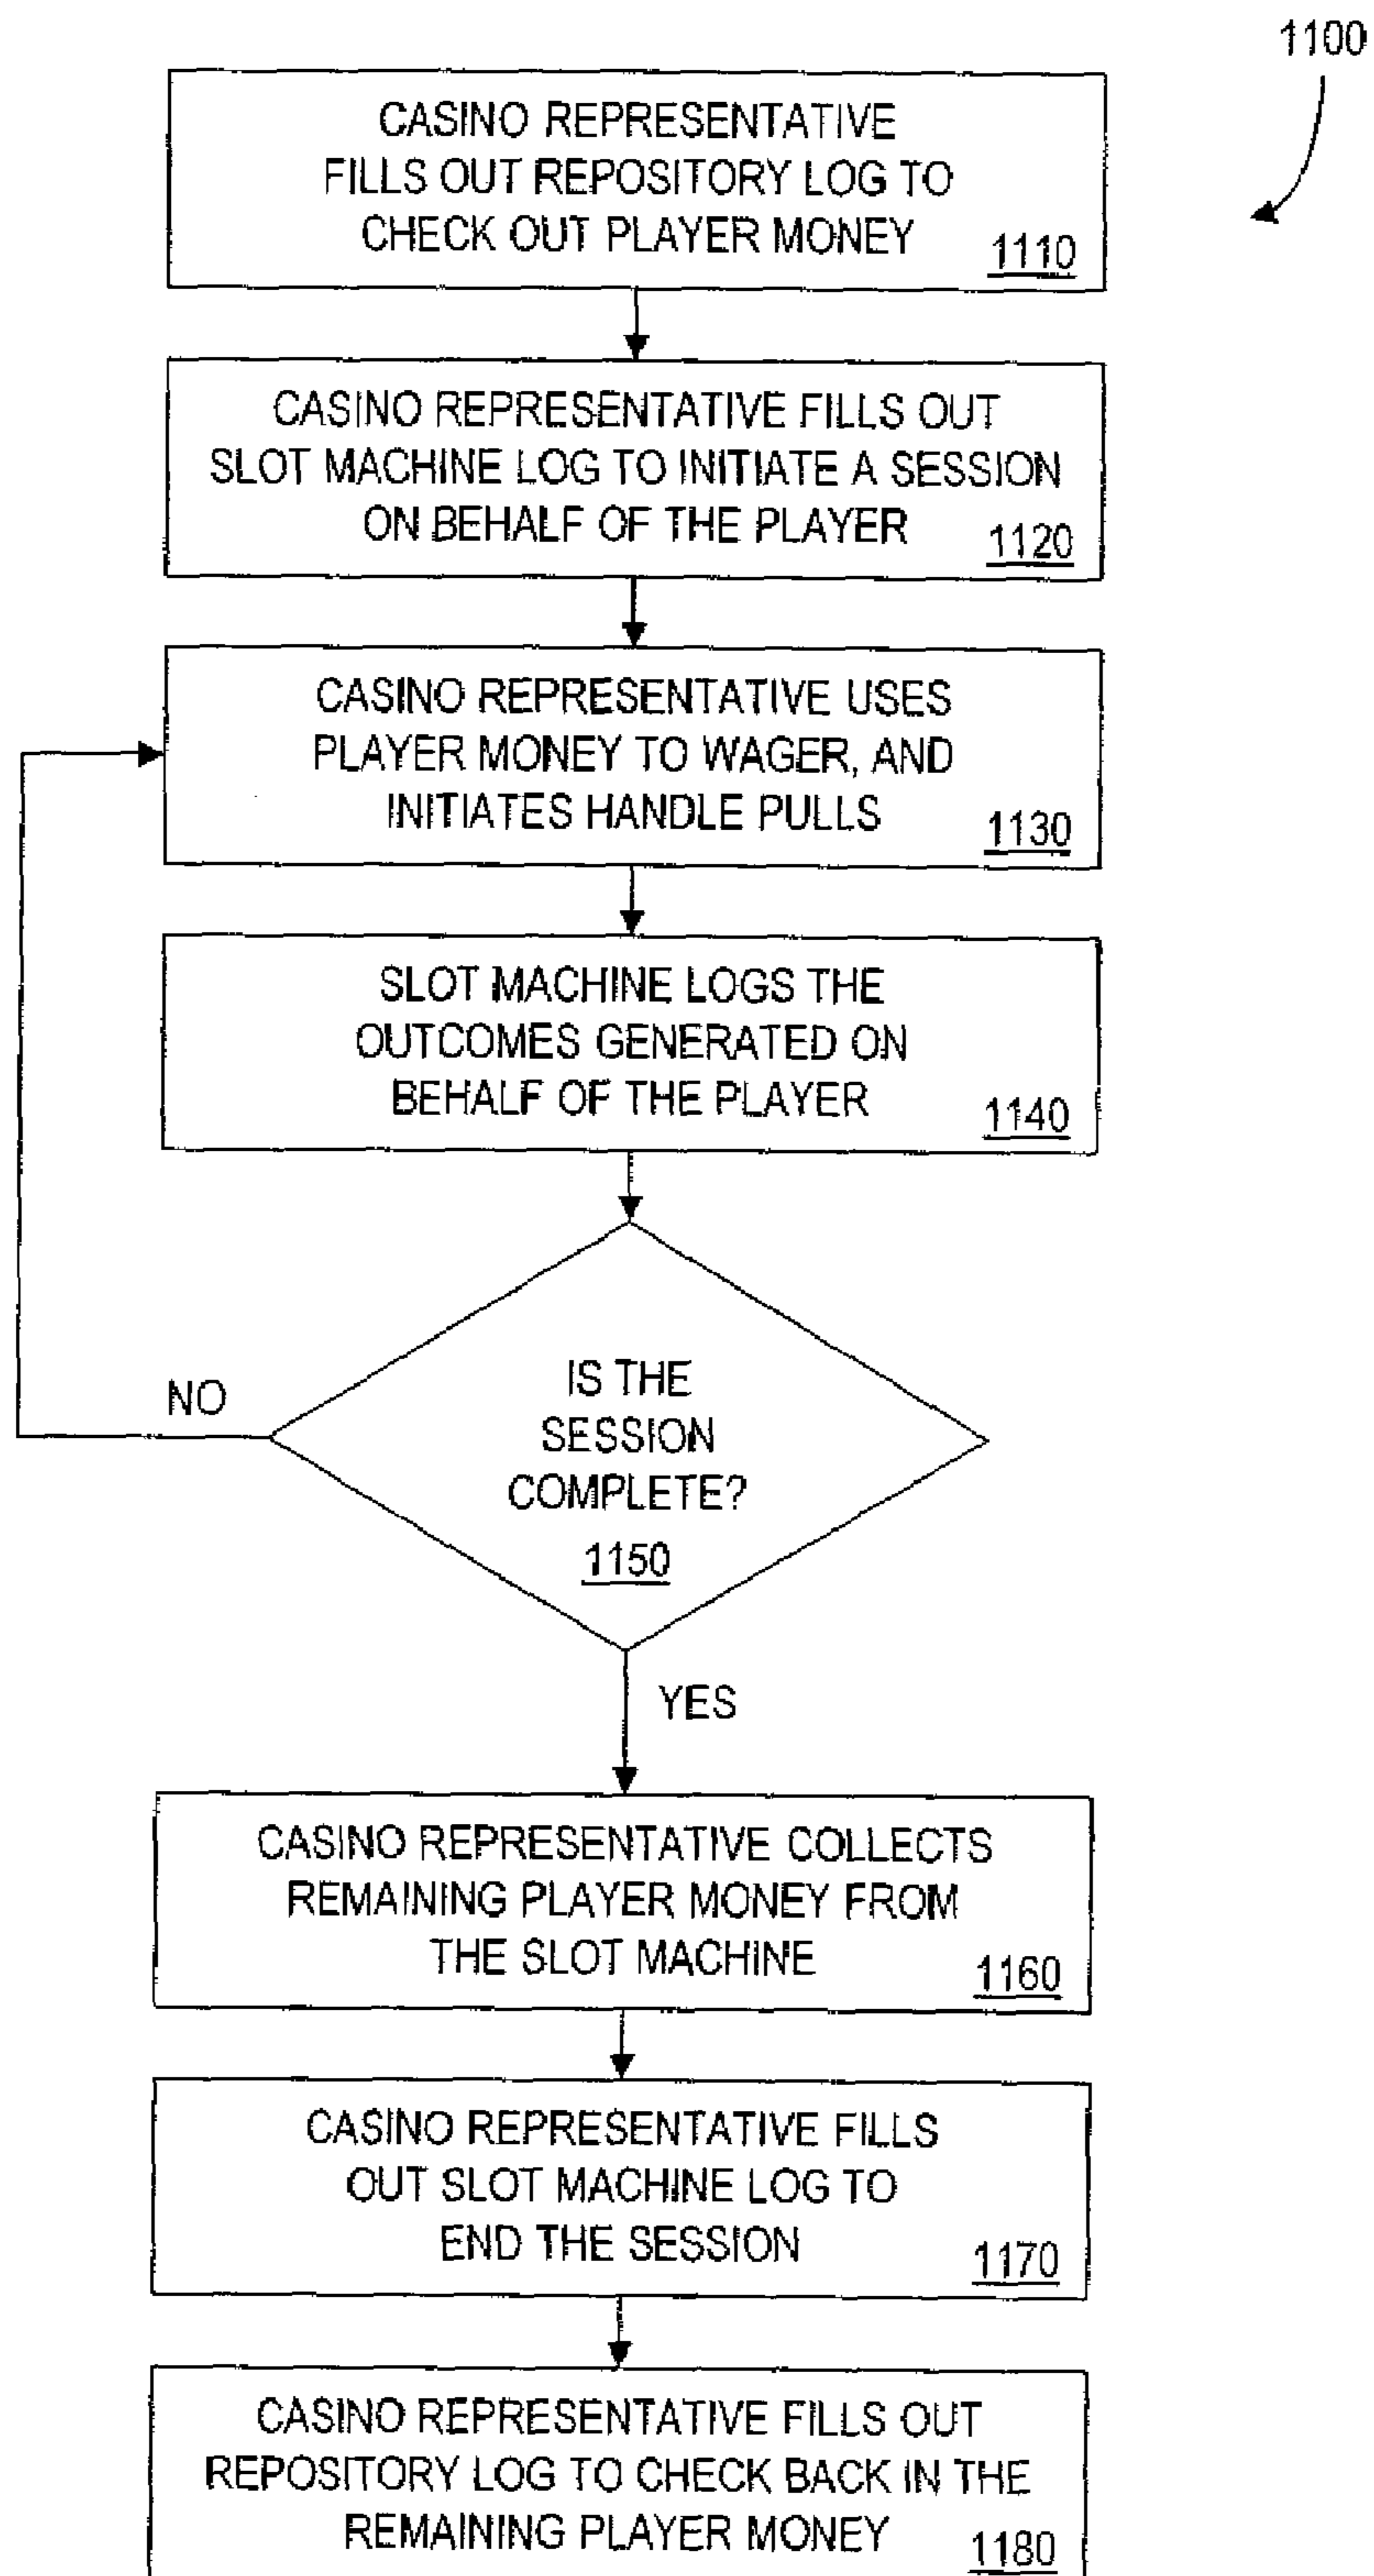 1100
CASINO REPRESENTATIVE
FILLS OUT REPOSITORY LOG TO
CHECK OUT PLAYER MONEY
1110
CASINO REPRESENTATIVE FILLS OUT
SLOT MACHINE LOG TO INITIATE A SESSION
ON BEHALF OF THE PLAYER
1120
CASINO REPRESENTATIVE USES
PLAYER MONEY TO WAGER, AND
INITIATES HANDLE PULLS
1130
SLOT MACHINE LOGS THE
OUTCOMES GENERATED ON
BEHALF OF THE PLAYER
1140
IS THE
SESSION
COMPLETE?
1150
NO
YES
CASINO REPRESENTATIVE COLLECTS
REMAINING PLAYER MONEY FROM
THE SLOT MACHINE
1160
CASINO REPRESENTATIVE FILLS
OUT SLOT MACHINE LOG TO
END THE SESSION
1170
CASINO REPRESENTATIVE FILLS OUT
REPOSITORY LOG TO CHECK BACK IN THE
REMAINING PLAYER MONEY
1180